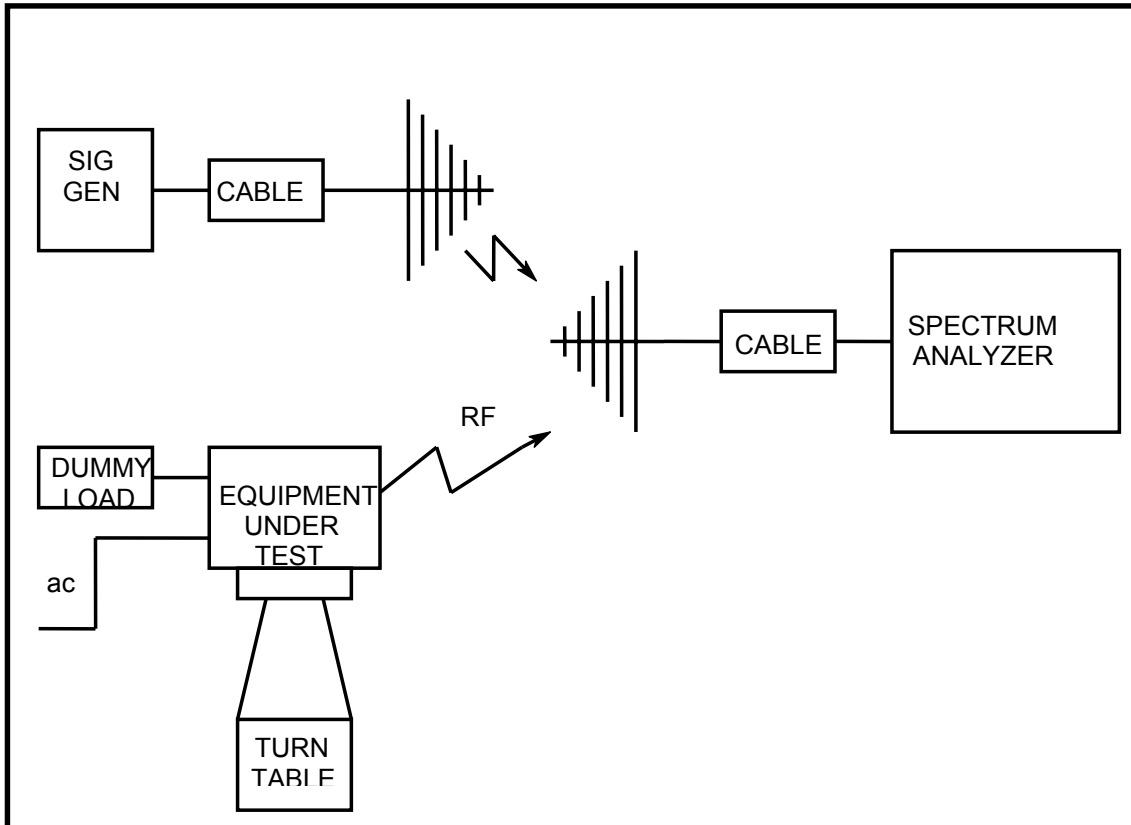 SIG
GEN
CABLE
SPECTRUM
ANALYZER
CABLE
RF
DUMMY
LOAD
EQUIPMENT
UNDER
TEST
ac
TURN
TABLE